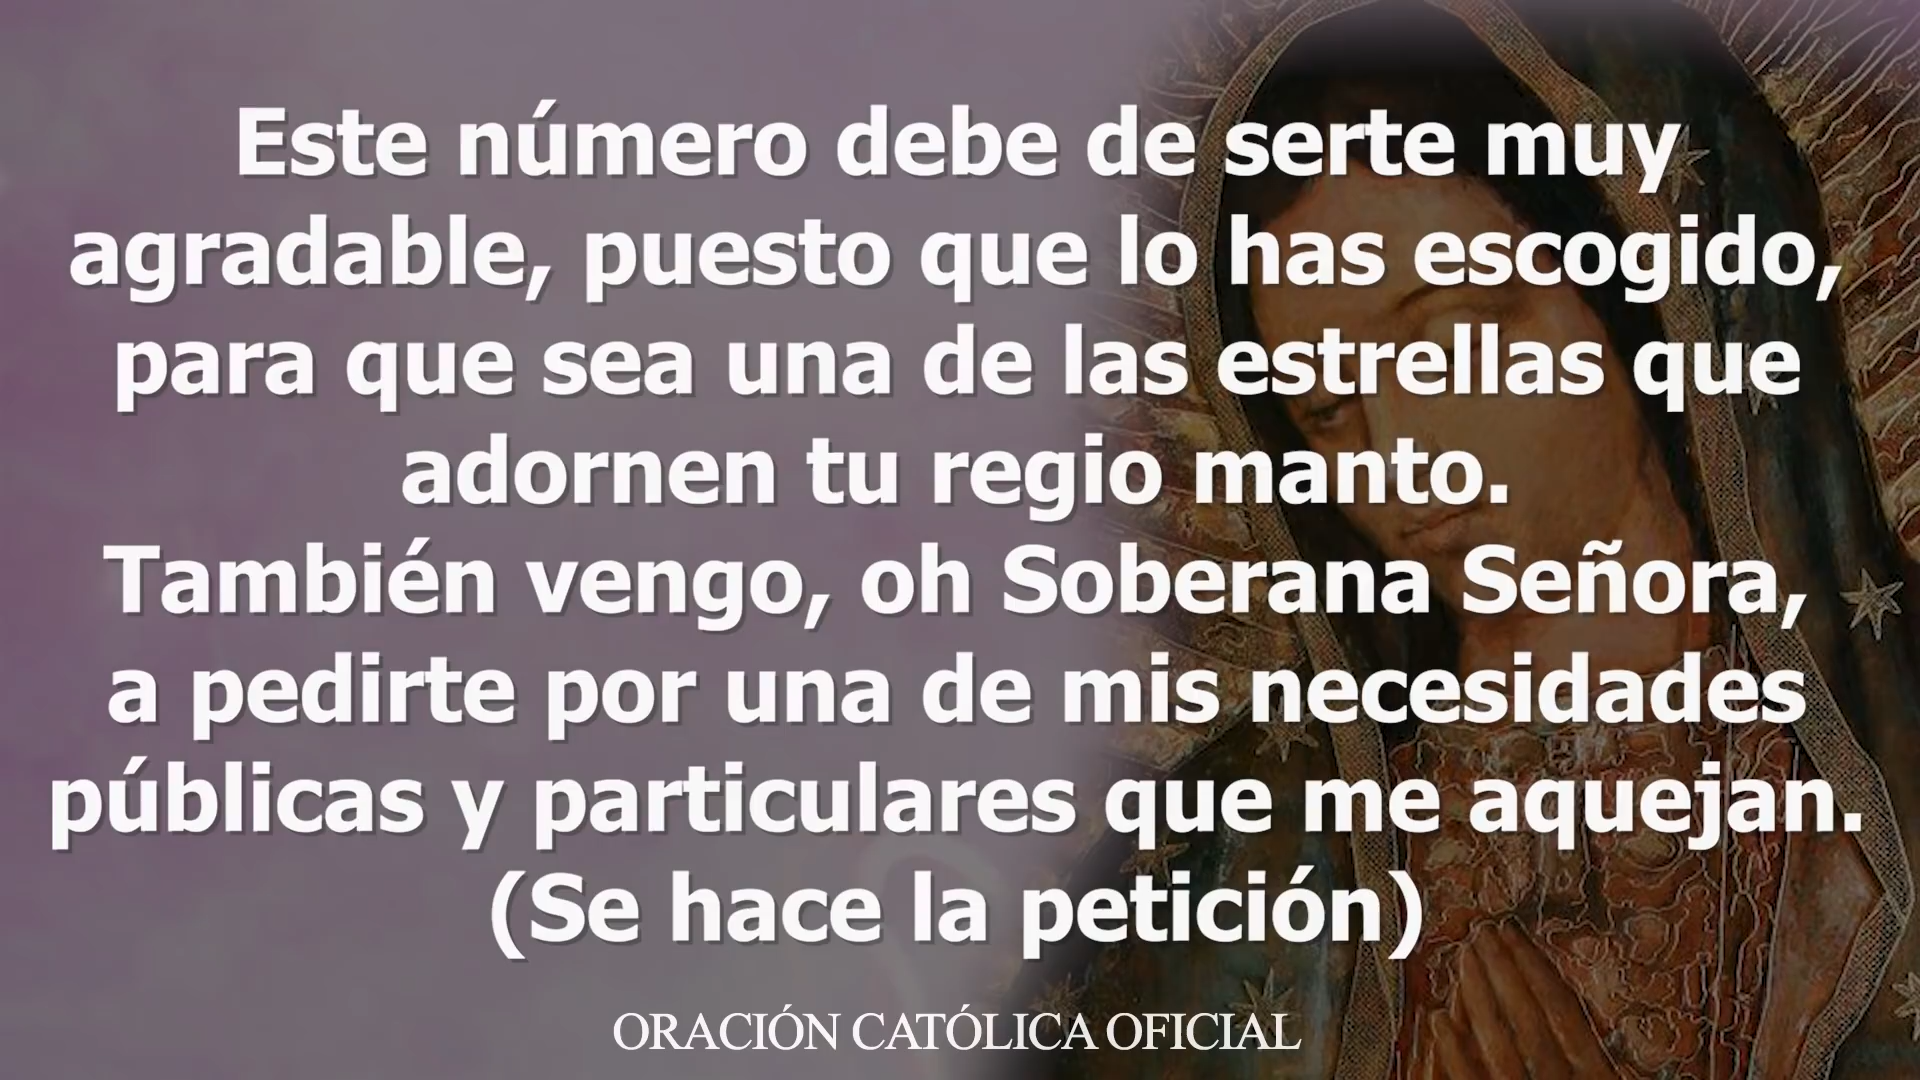 Este número debe de serte muy
agradable, puesto que lo has escogido,
para que sea una de las estrellas que
adornen tu regio manto.
También vengo, oh Soberana Señora,
a pedirte por una de mis necesidades
públicas y particulares que me aquejan.
(Se hace la petición)
ORACIÓN CATÓLICA OFICIAL